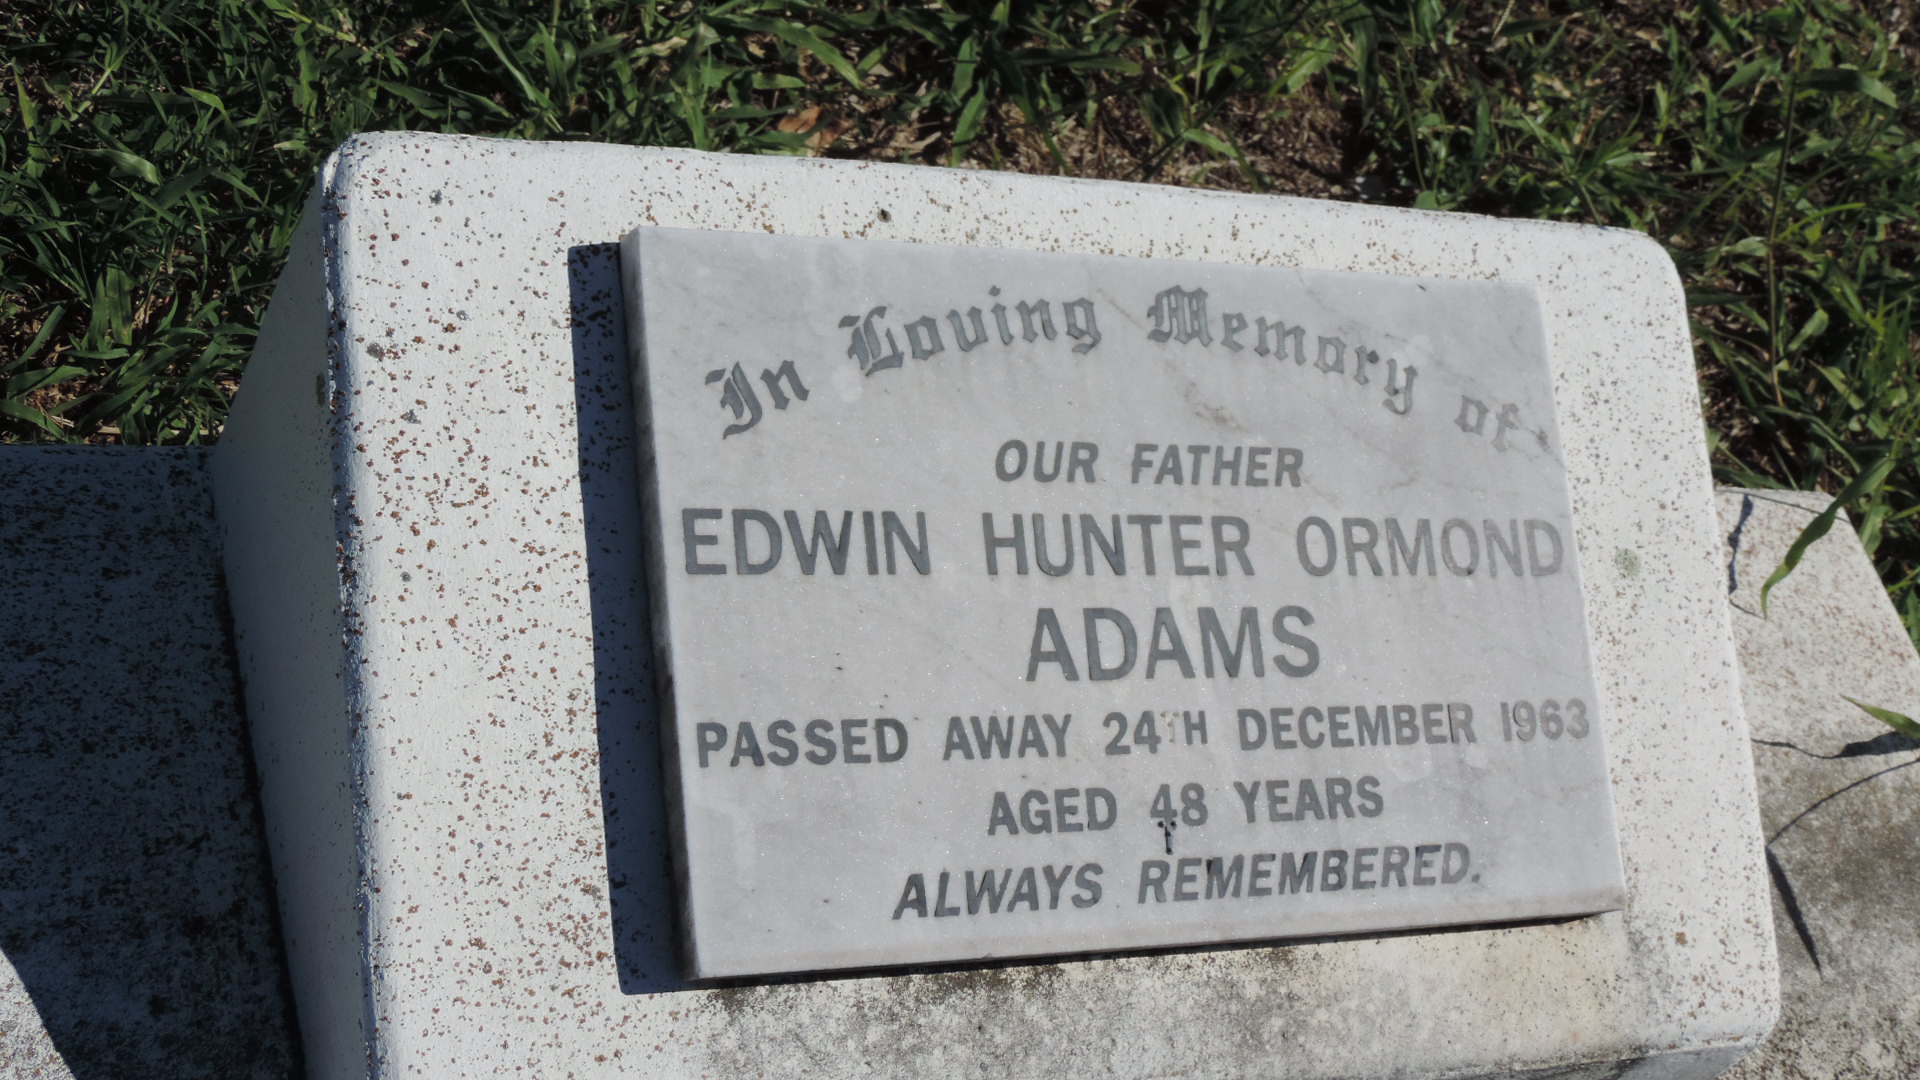 In Loving Memory of
OUR FATHER
EDWIN HUNTER ORMOND
ADAMS
PASSED AWAY 24TH DECEMBER 1963
AGED 48 YEARS
ALWAYS REMEMBERED.